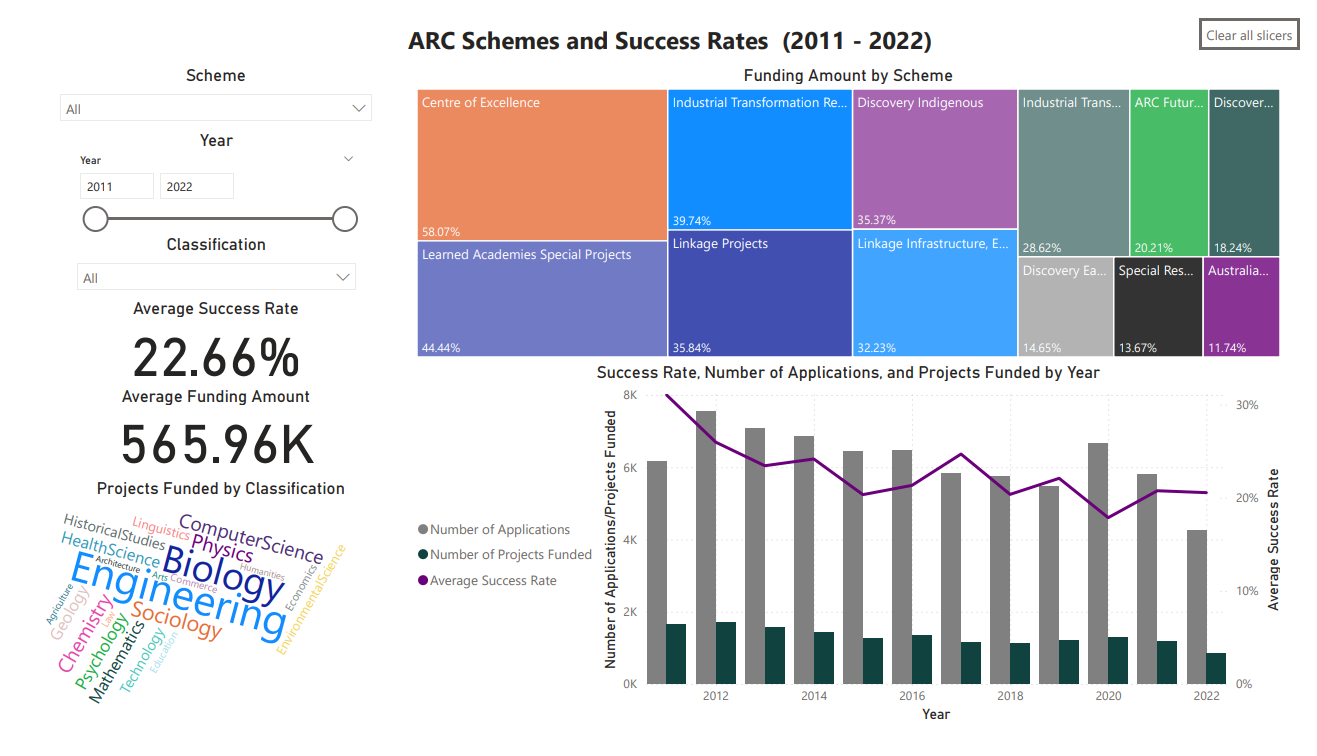 ARC Schemes and Success Rates (2011 - 2022)
Clear all slicers
Scheme
All
Year
Year
2011 2022
Classification
All
Average Success Rate
22.66%
Average Funding Amount
565.96K
Projects Funded by Classification
HistoricalStudies
Linguistics
ComputerScience
HealthScience
Physics
Architecture
Biology
Humanities
Arts
Commerce
Engineering
Economics
EnvironmentalScience
Agriculture
Geology
Chemistry
Law
Sociology
Psychology
Mathematics
Technology
Education
Funding Amount by Scheme
Centre of Excellence
58.07%
Learned Academies Special Projects
44.44%
Industrial Transformation Re...
39.74%
Linkage Projects
35.84%
Discovery Indigenous
35.37%
Linkage Infrastructure, E...
32.23%
Industrial Trans...
28.62%
ARC Futur...
20.21%
Discover...
18.24%
Discovery Ea...
14.65%
Special Res...
13.67%
Australia...
11.74%
Success Rate, Number of Applications, and Projects Funded by Year
Number of Applications
Number of Projects Funded
Average Success Rate
Number of Applications/Projects Funded
8K
6K
4K
2K
0K
30%
20%
10%
0%
Average Success Rate
2012 2014 2016 2018 2020 2022
Year